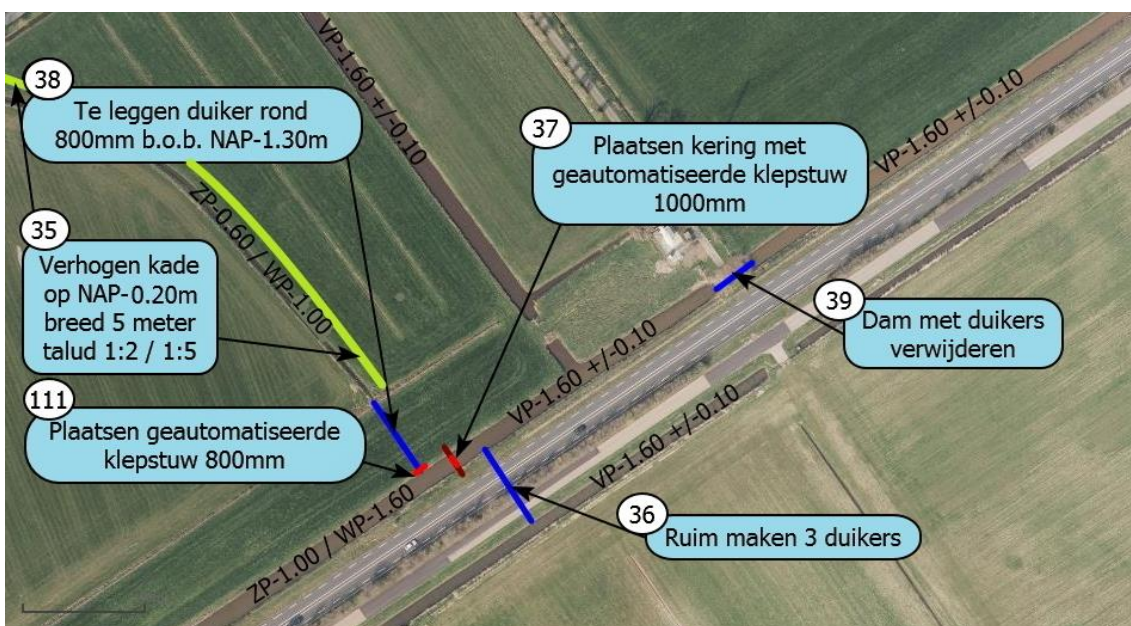 38
Te leggen duiker rond
800mm b.o.b. NAP-1.30m
VP-1.60 +/-0.10
37
Plaatsen kering met
geautomatiseerde klepstuw
1000mm
VP-1.60 +/-0.10
ZP-0.60 / WP-1.00
35
Verhogen kade
op NAP-0.20m
breed 5 meter
talud 1:2 / 1:5
39
Dam met duikers
verwijderen
VP-1.60 +/-0.10
VP-1.60 +/-0.10
111
Plaatsen geautomatiseerde
klepstuw 800mm
ZP-1.00 / WP-1.60
36
Ruim maken 3 duikers